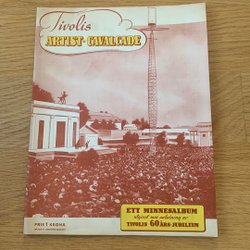 Tivolis
ARTIST-CAVALCADE
ETT MINNESALBUM
utgivet med anledning av
TIVOLIS 60 ÅRS-JUBILEUM
PRIS 1 KRONA